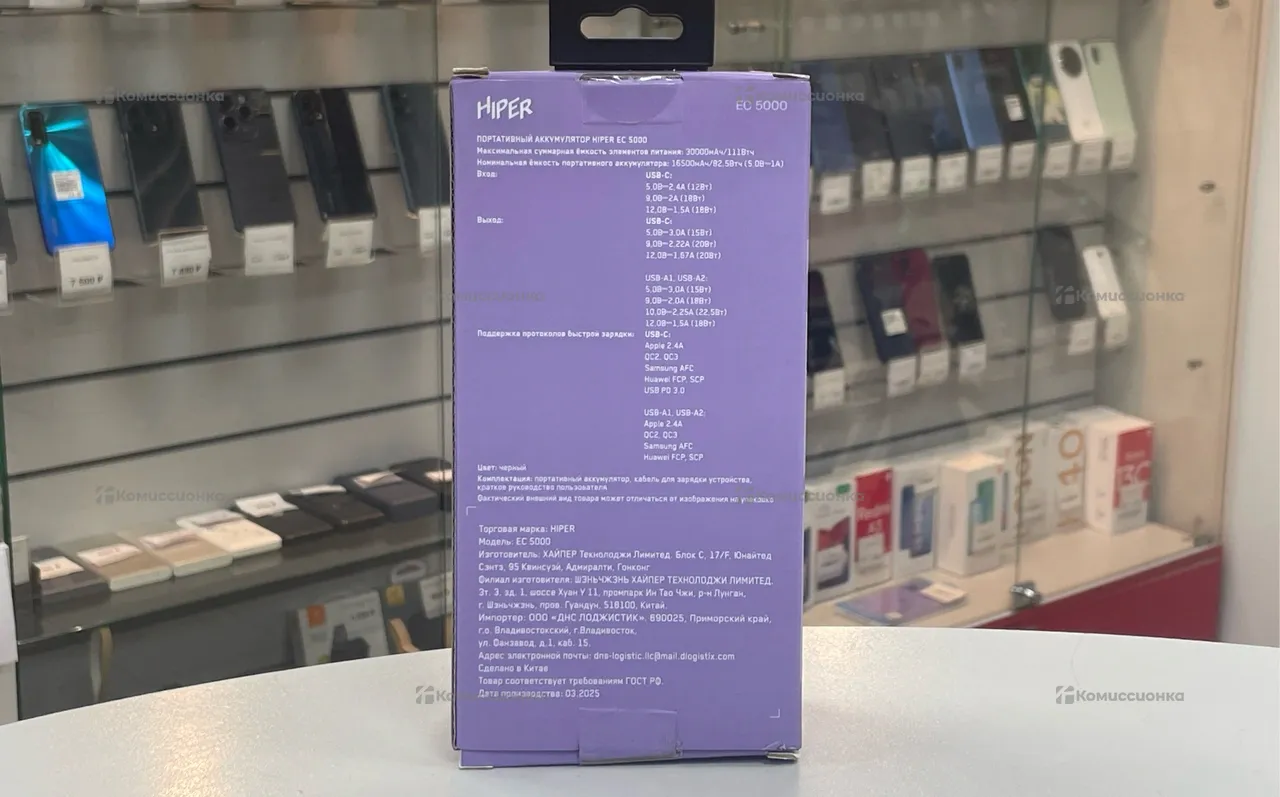 HIPER
EC 5000
ПОРТАТИВНЫЙ АККУМУЛЯТОР HIPER EC 5000
Максимальная суммарная ёмкость элементов питания: 30000мАч/111Втч
Номинальная ёмкость портативного аккумулятора: 16500мАч/82,5Втч (5,0В⎓1А)
Вход:
USB-C:
5,0В⎓2,4А (12Вт)
9,0В⎓2А (18Вт)
12,0В⎓1,5А (18Вт)
Выход:
USB-C:
5,0В⎓3,0А (15Вт)
9,0В⎓2,22А (20Вт)
12,0В⎓1,67А (20Вт)
USB-A1, USB-A2:
5,0В⎓3,0А (15Вт)
9,0В⎓2,0А (18Вт)
10,0В⎓2,25А (22,5Вт)
12,0В⎓1,5А (18Вт)
Поддержка протоколов быстрой зарядки:
USB-C:
Apple 2.4A
QC2, QC3
Samsung AFC
Huawei FCP, SCP
USB PD 3.0
USB-A1, USB-A2:
Apple 2.4A
QC2, QC3
Samsung AFC
Huawei FCP, SCP
Цвет: черный
Комплектация: портативный аккумулятор, кабель для зарядки устройства,
краткое руководство пользователя
Фактический внешний вид товара может отличаться от изображения на упаковке
Торговая марка: HIPER
Модель: EC 5000
Изготовитель: ХАЙПЕР Текнолоджи Лимитед. Блок С, 17/F, Юнайтед
Сэнтэ, 95 Квинсуэй, Адмиралти, Гонконг
Филиал изготовителя: ШЭНЬЧЖЭНЬ ХАЙПЕР ТЕХНОЛОДЖИ ЛИМИТЕД.
Эт. 3, зд. 1, шоссе Хуан У 11, промпарк Ин Тао Чжи, р-н Лунган,
г. Шэньчжэнь, пров. Гуандун, 518100, Китай.
Импортер: ООО «ДНС ЛОДЖИСТИК», 690025, Приморский край,
г.о. Владивостокский, г.Владивосток,
ул. Фанзавод, д.1, каб. 15.
Адрес электронной почты: dns-logistic.llc@mail.dlogistix.com
Сделано в Китае
Товар соответствует требованиям ГОСТ РФ.
Дата производства: 03.2025
Комиссионка
Комиссионка
Комиссионка
Комиссионка
Комиссионка